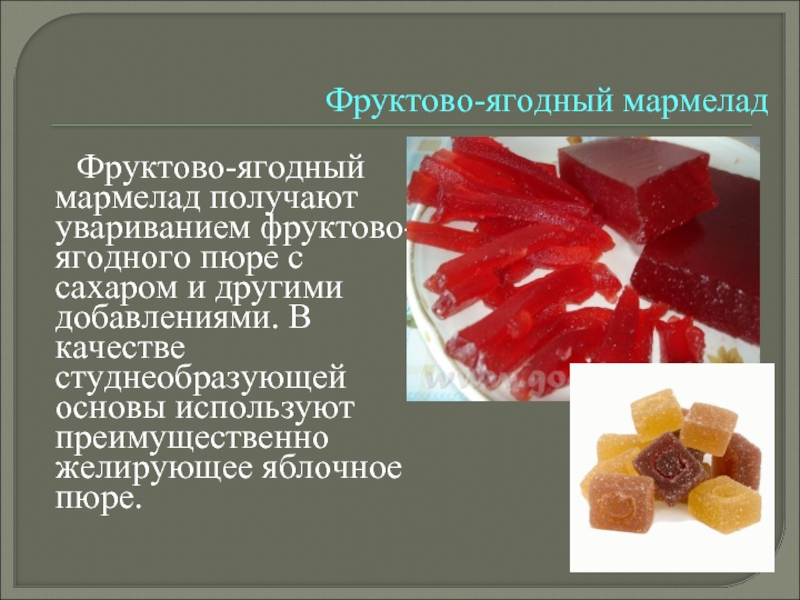 Фруктово-ягодный мармелад
Фруктово-ягодный
мармелад получают
увариванием фруктово-
ягодного пюре с
сахаром и другими
добавлениями. В
качестве
студнеобразующей
основы используют
преимущественно
желирующее яблочное
пюре.